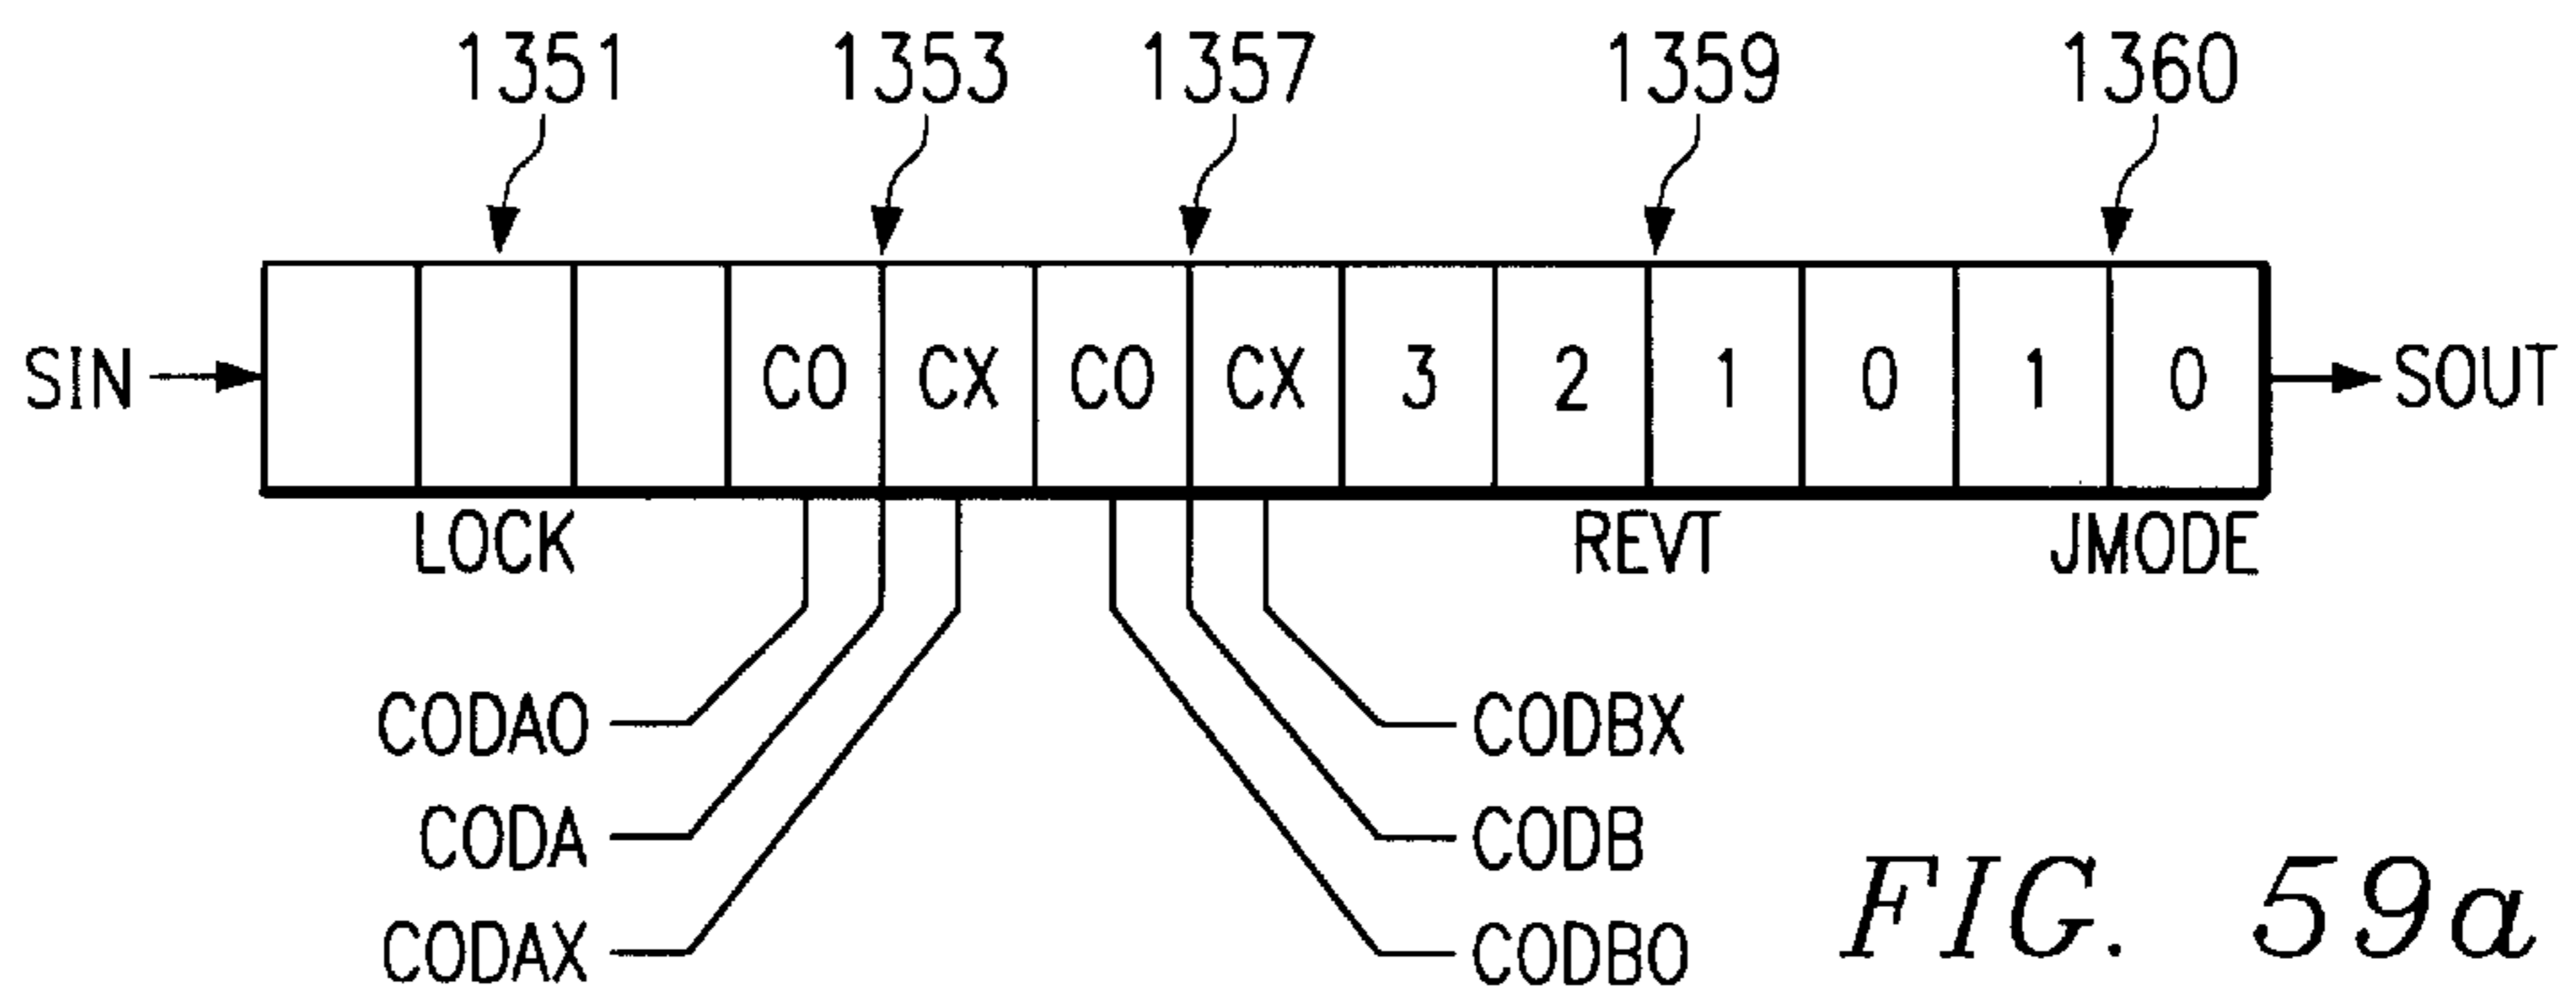 1351 1353 1357 1359 1360
SIN CO CX CO CX 3 2 1 0 1 0 SOUT
LOCK REVT JMODE
CODAO CODBX
CODA CODB
CODAX CODBO
FIG. 59a